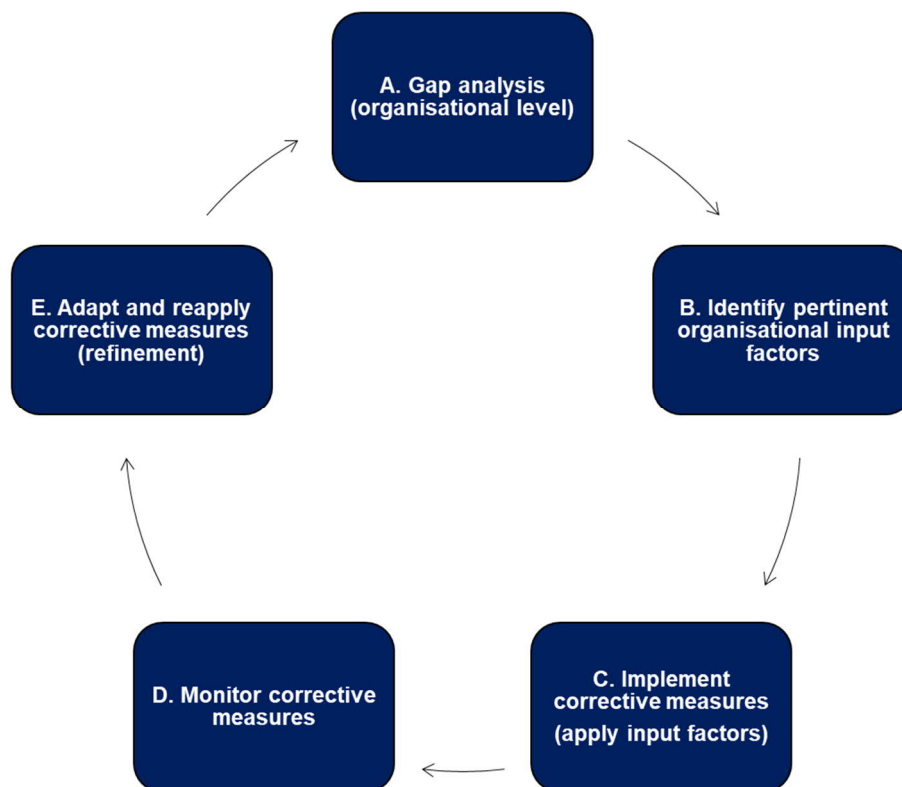 A. Gap analysis
(organisational level)
B. Identify pertinent
organisational input
factors
C. Implement
corrective measures
(apply input factors)
D. Monitor corrective
measures
E. Adapt and reapply
corrective measures
(refinement)